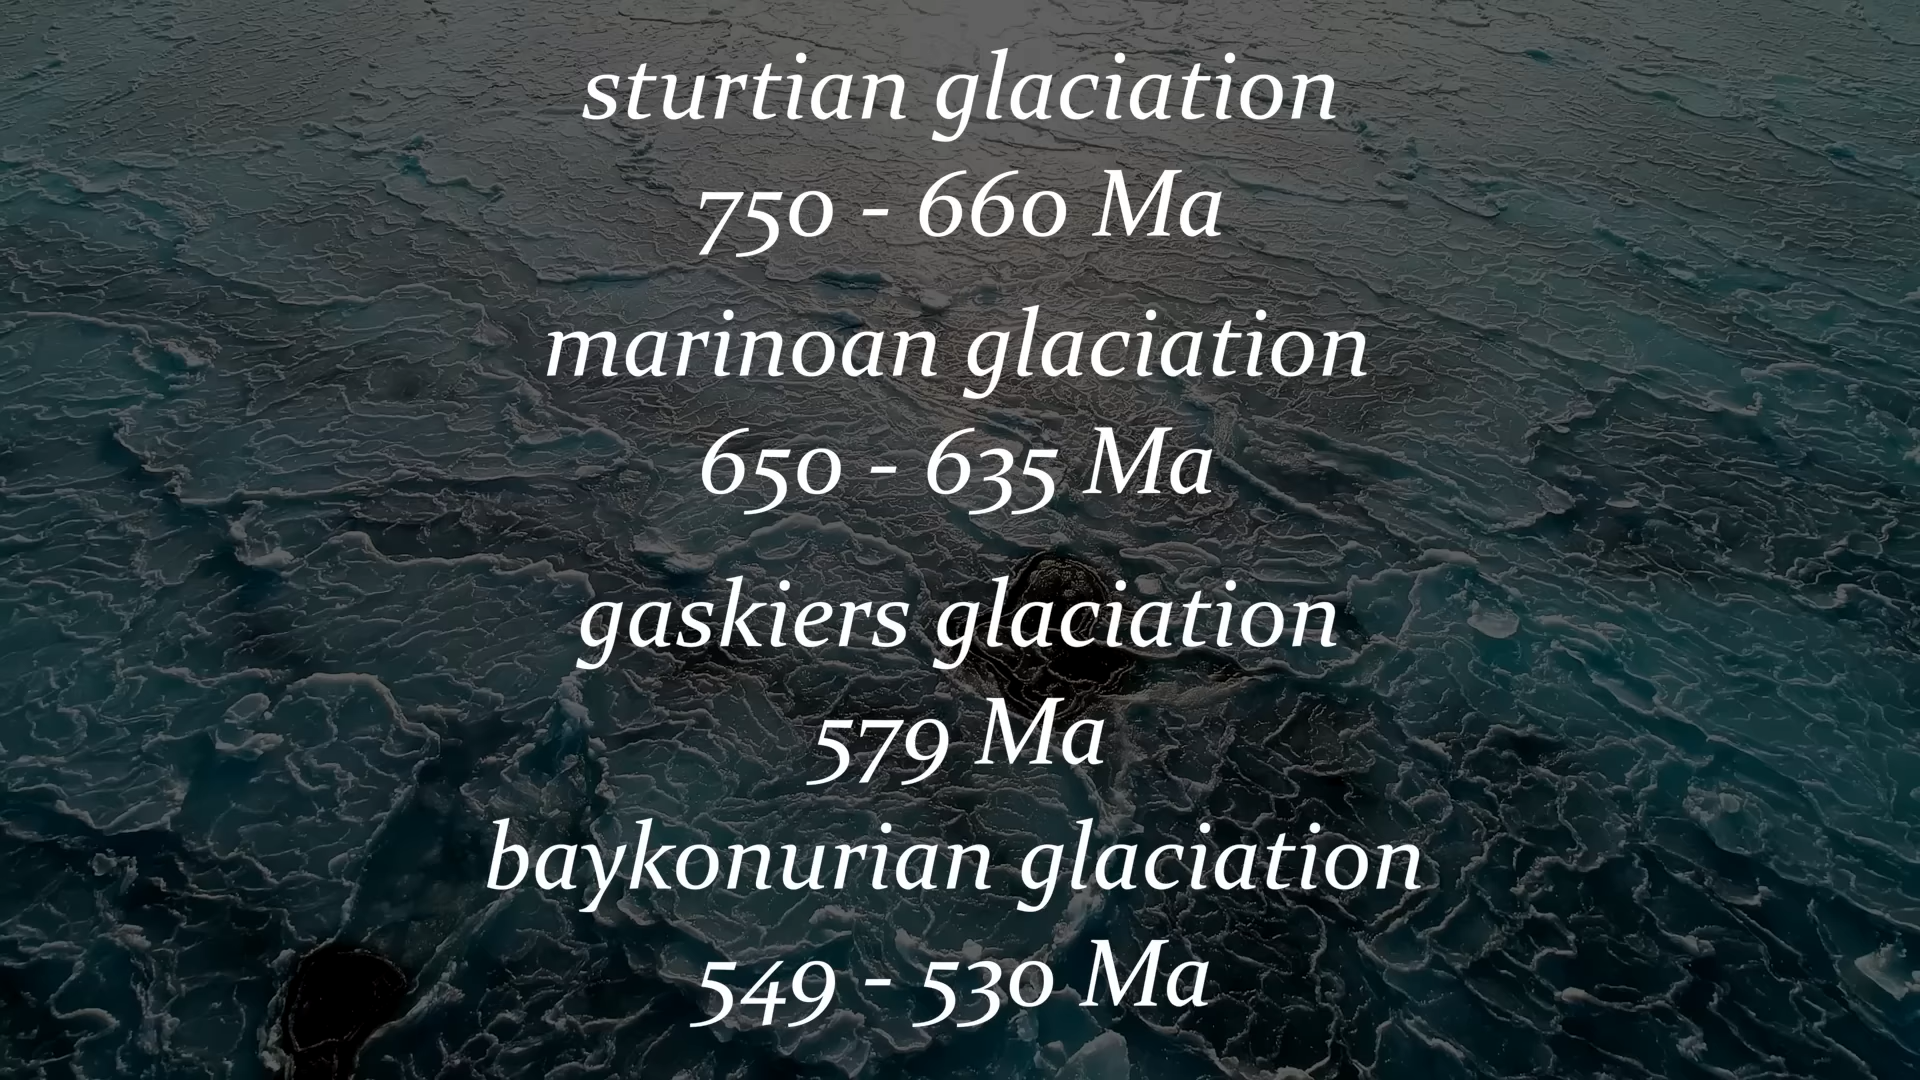 sturtian glaciation
750 - 660 Ma
marinoan glaciation
650 - 635 Ma
gaskiers glaciation
579 Ma
baykonurian glaciation
549 - 530 Ma